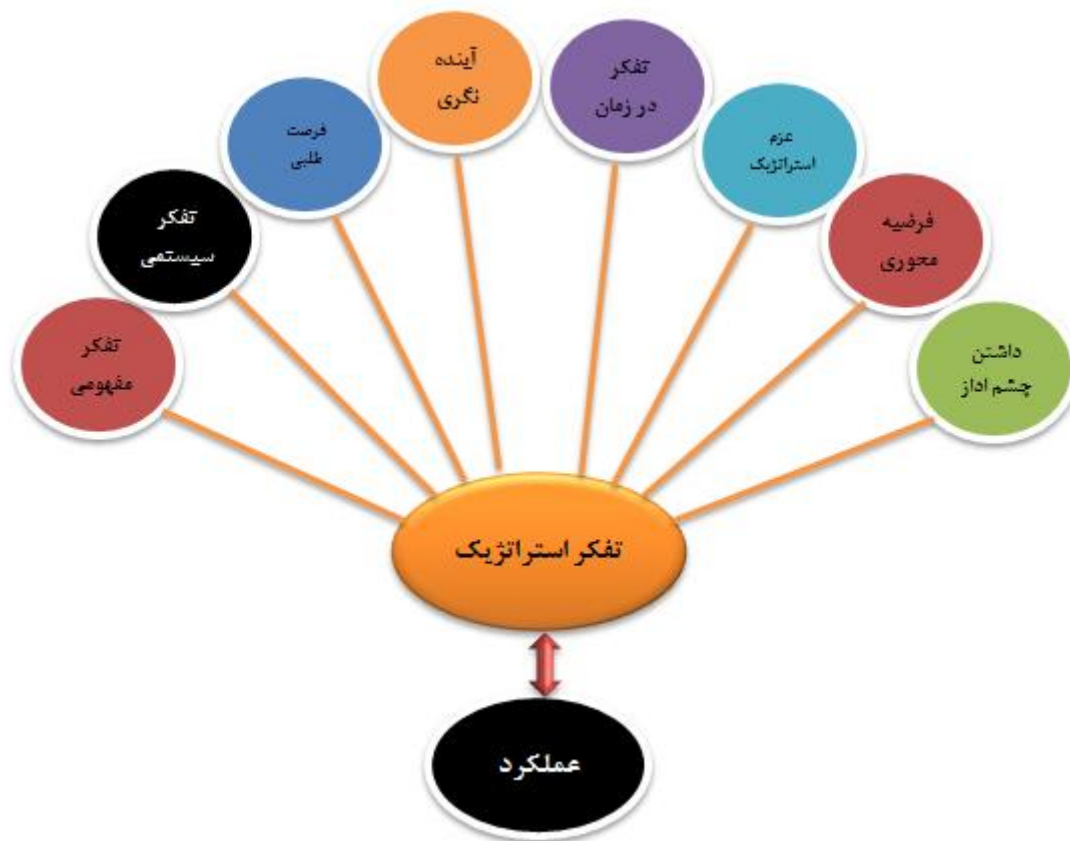 آینده
نگری
تفکر
در زمان
فرصت
طلبی
عزم
استراتژیک
تفکر
سیستمی
فرضیه
محوری
تفکر
مفهومی
داشتن
چشم اداز
تفکر استراتژیک
عملکرد